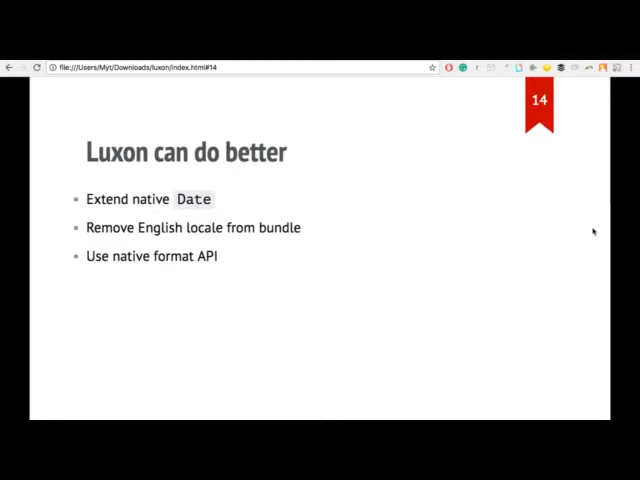 file:///Users/Myt/Downloads/luxon/index.html#14
14
Luxon can do better
Extend native Date
Remove English locale from bundle
Use native format API